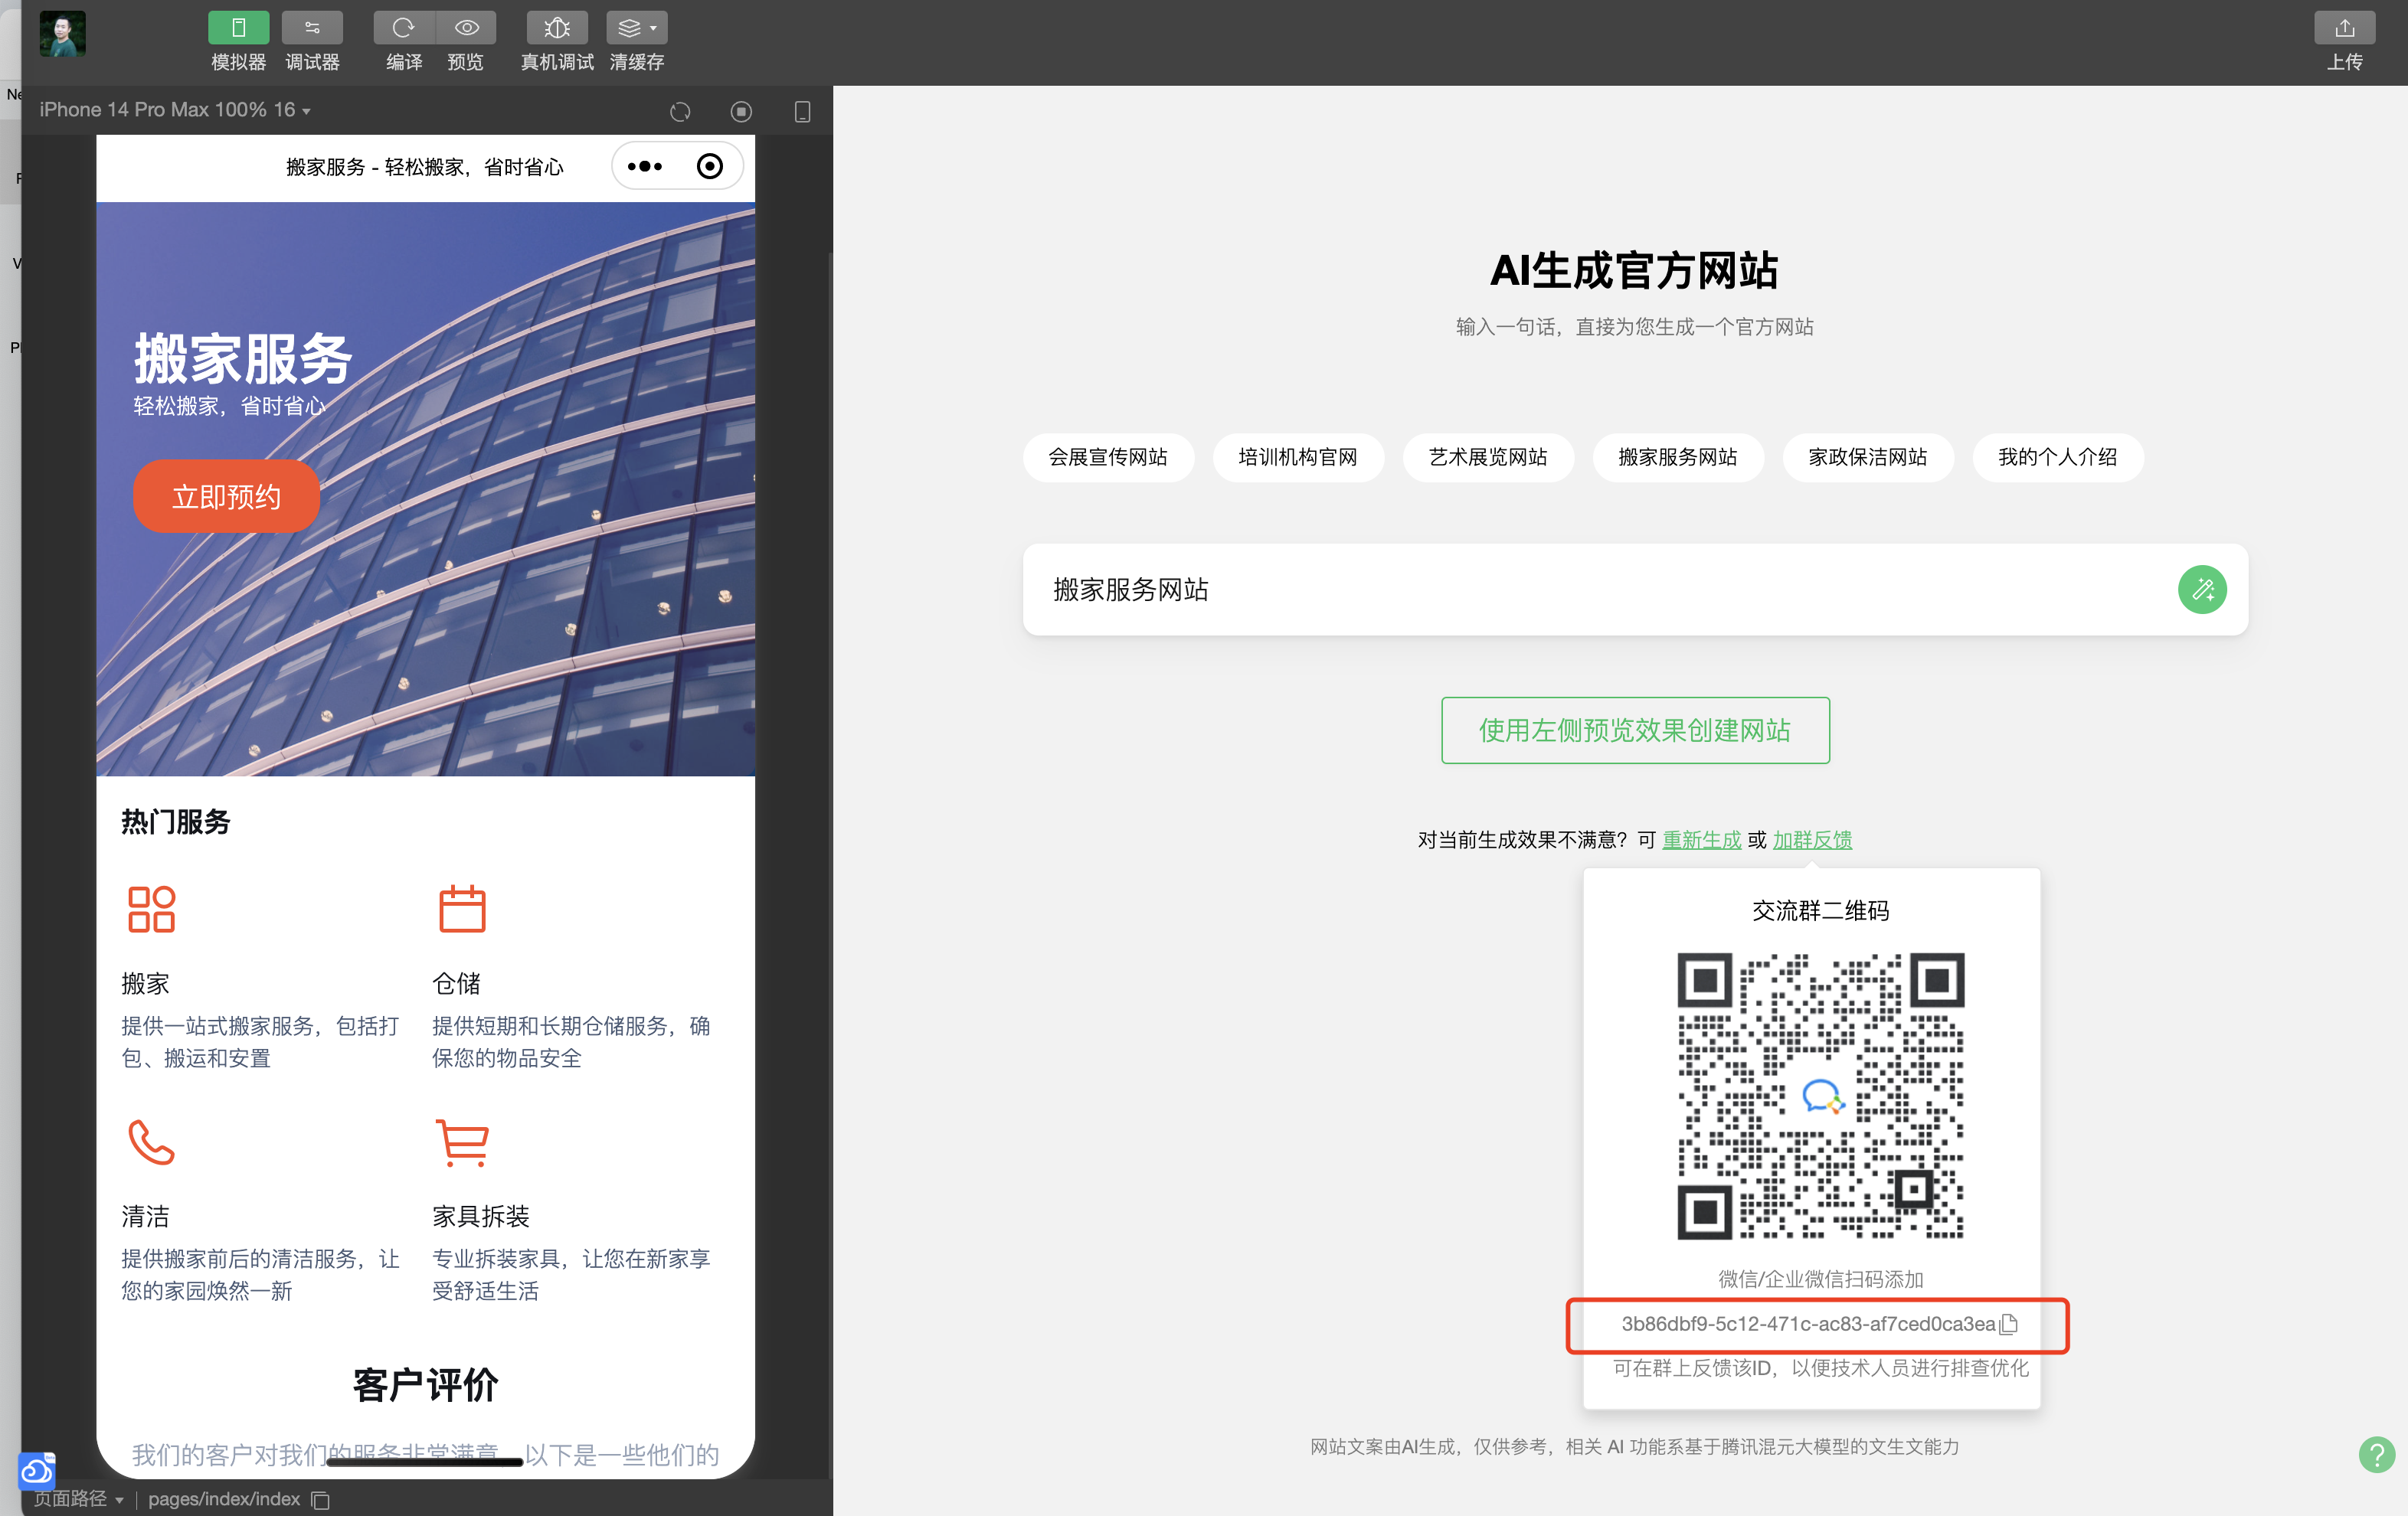 模拟器
调试器
编译
预览
真机调试
清缓存
上传
iPhone 14 Pro Max 100% 16
搬家服务 - 轻松搬家，省时省心
搬家服务
轻松搬家，省时省心
立即预约
热门服务
搬家
提供一站式搬家服务，包括打
包、搬运和安置
仓储
提供短期和长期仓储服务，确
保您的物品安全
清洁
提供搬家前后的清洁服务，让
您的家园焕然一新
家具拆装
专业拆装家具，让您在新家享
受舒适生活
客户评价
我们的客户对我们的服务非常满意，以下是一些他们的
页面路径
pages/index/index
AI生成官方网站
输入一句话，直接为您生成一个官方网站
会展宣传网站
培训机构官网
艺术展览网站
搬家服务网站
家政保洁网站
我的个人介绍
搬家服务网站
使用左侧预览效果创建网站
对当前生成效果不满意？可 重新生成 或 加群反馈
交流群二维码
微信/企业微信扫码添加
3b86dbf9-5c12-471c-ac83-af7ced0ca3ea
可在群上反馈该ID，以便技术人员进行排查优化
网站文案由AI生成，仅供参考，相关 AI 功能系基于腾讯混元大模型的文生文能力
?